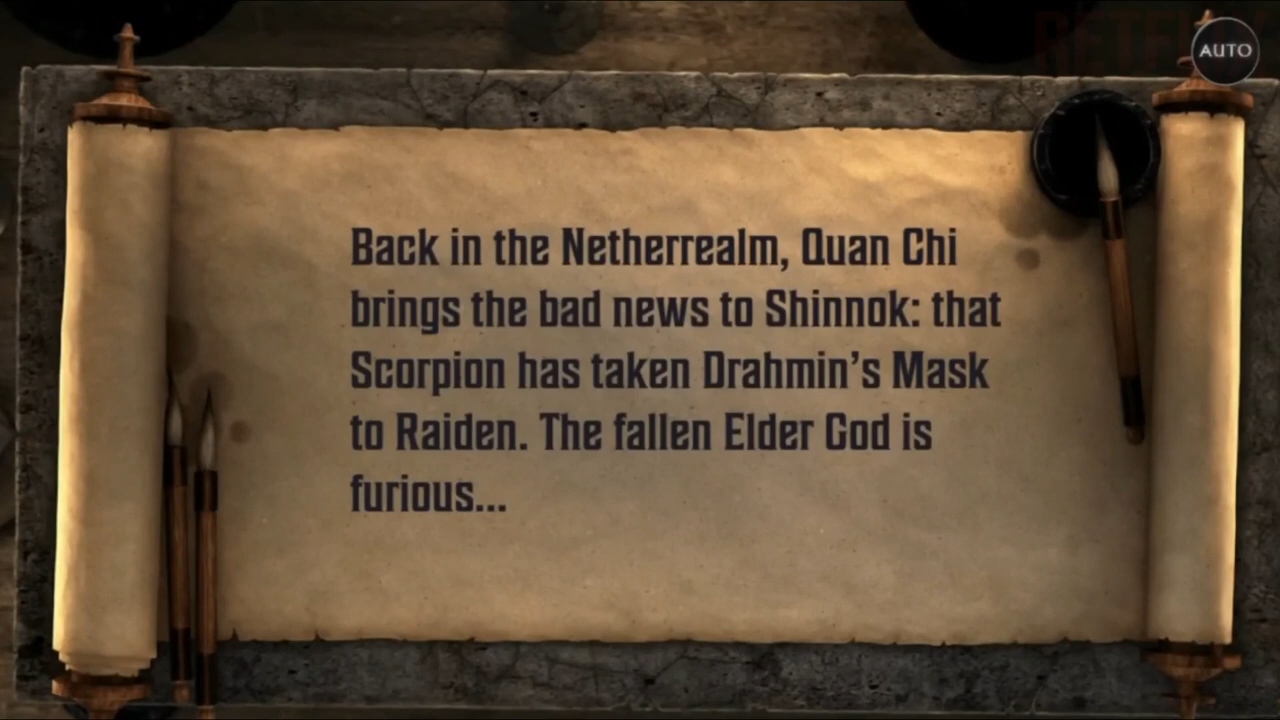 AUTO
Back in the Netherrealm, Quan Chi
brings the bad news to Shinnok: that
Scorpion has taken Drahmin’s Mask
to Raiden. The fallen Elder God is
furious...